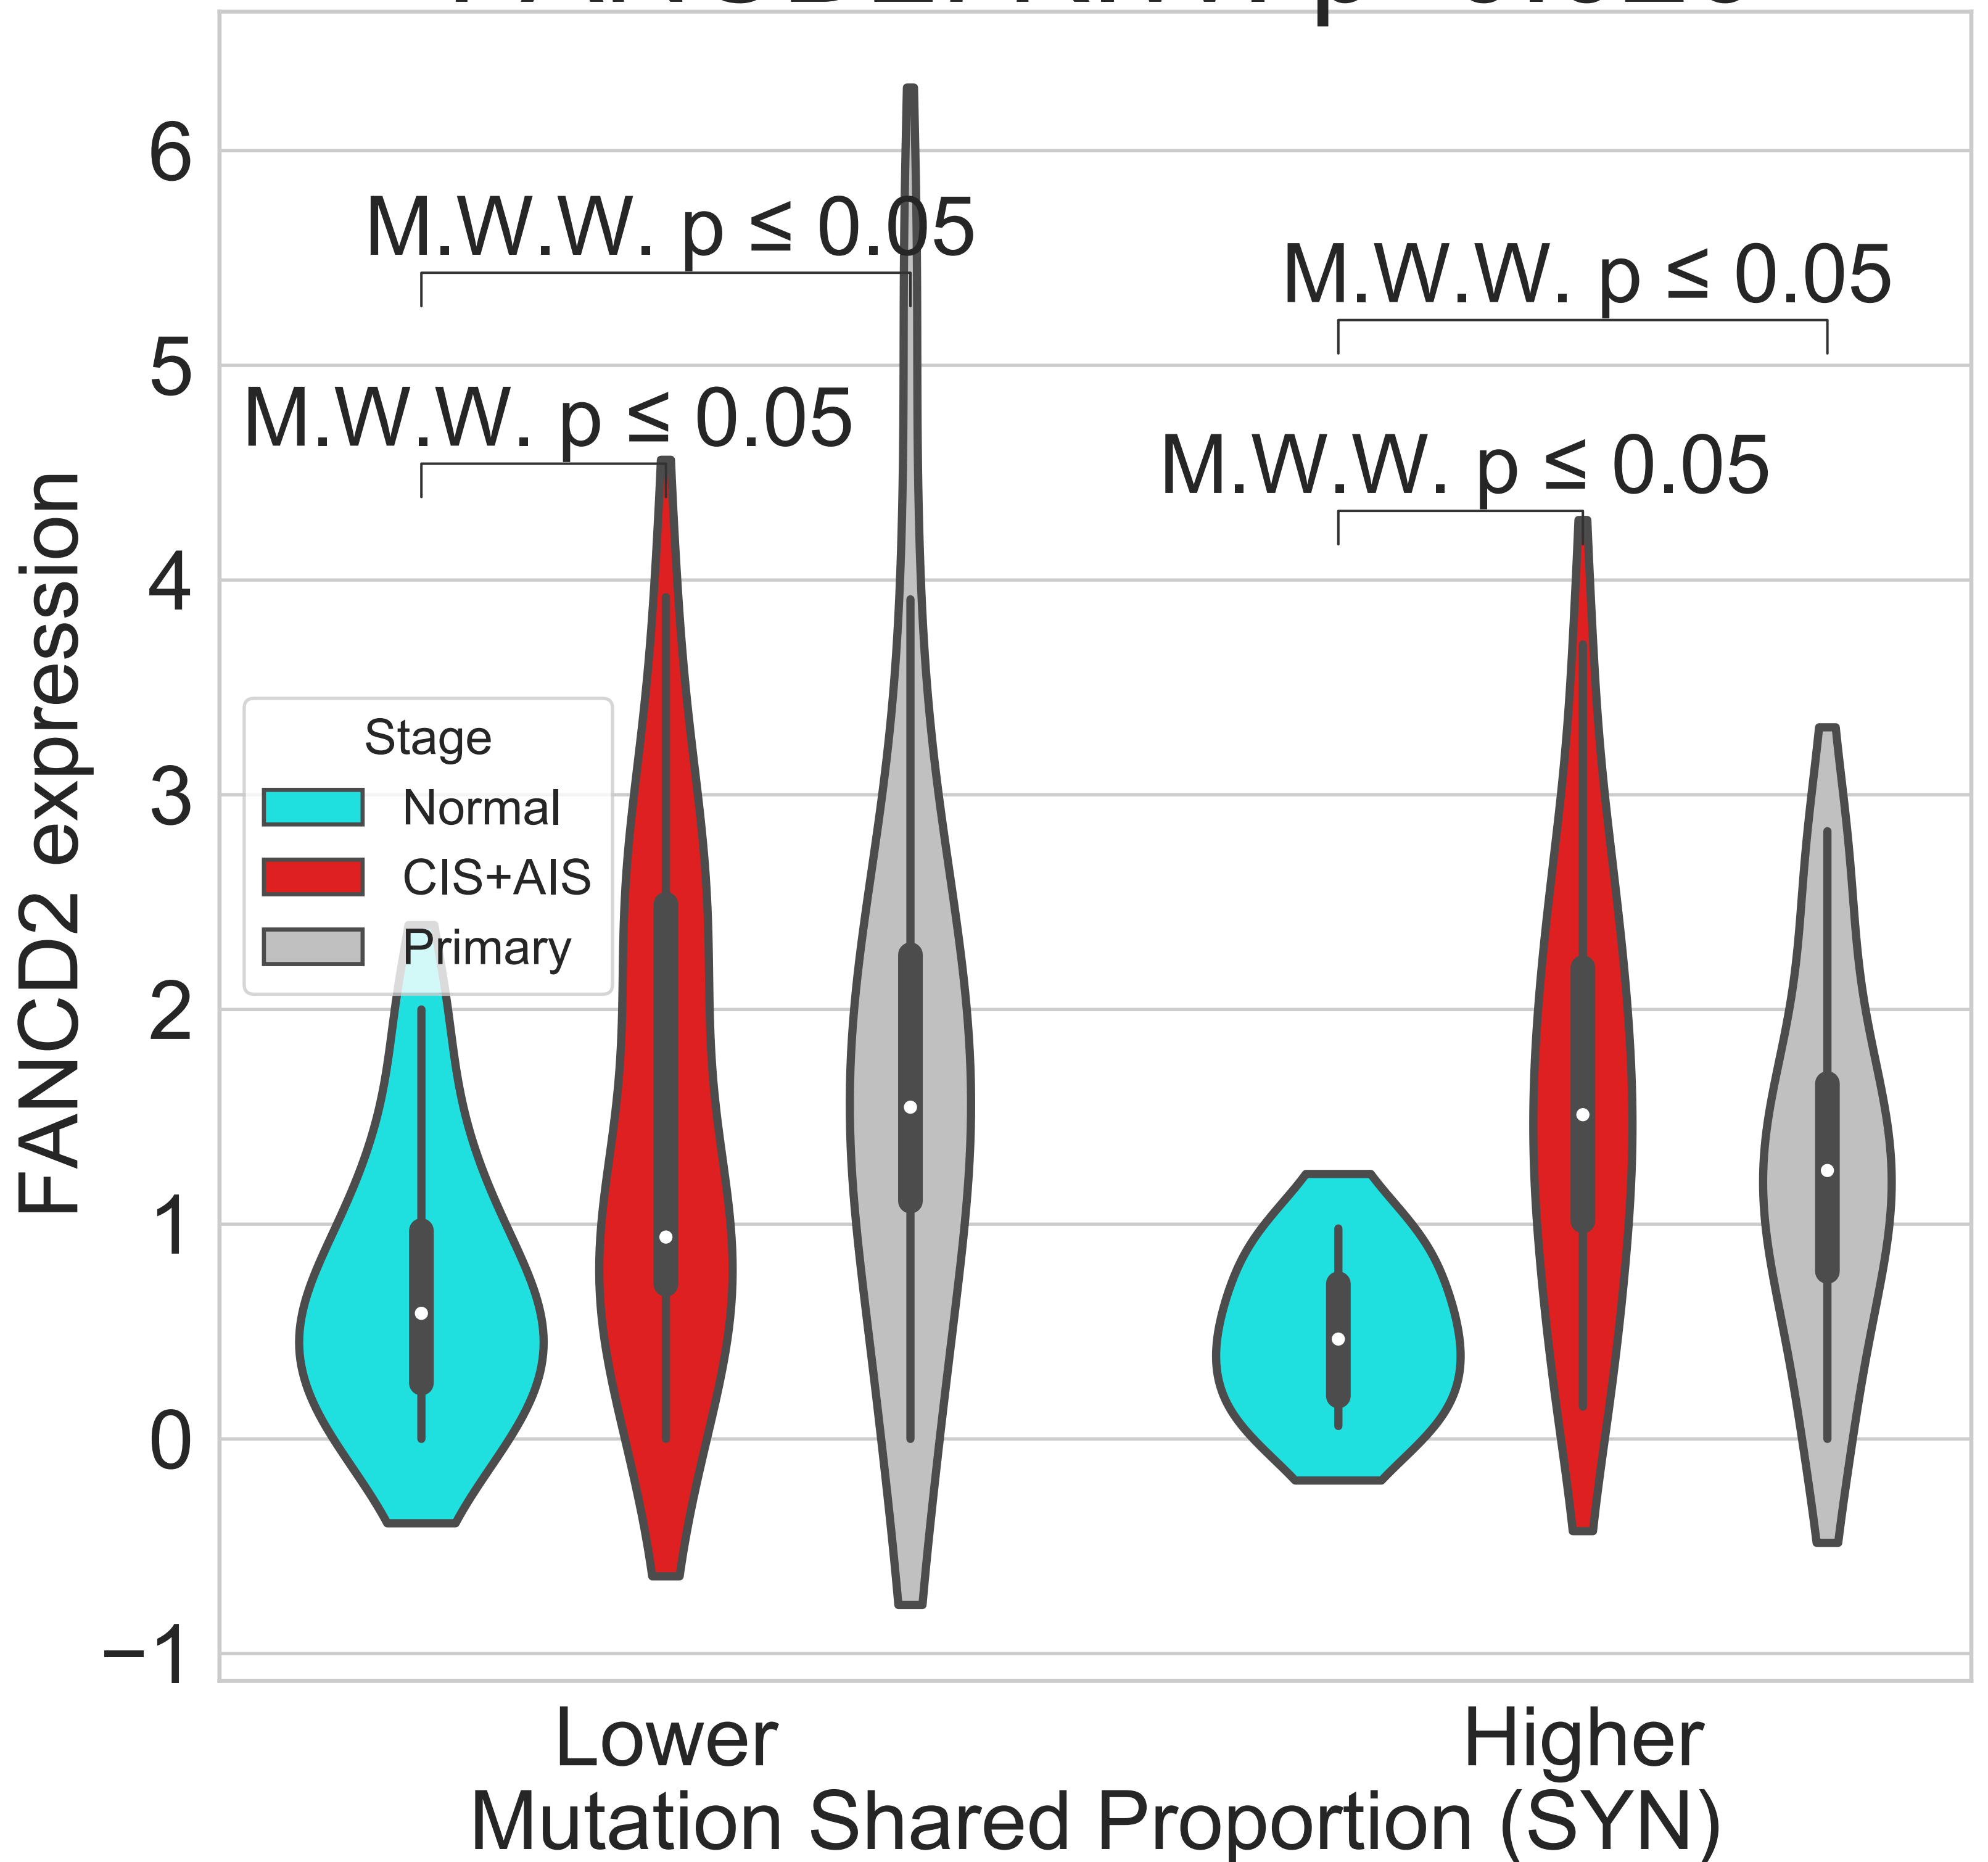 6
5
4
3
2
1
0
−1
FANCD2 expression
M.W.W. p ≤ 0.05
M.W.W. p ≤ 0.05
M.W.W. p ≤ 0.05
M.W.W. p ≤ 0.05
Stage
Normal
CIS+AIS
Primary
Lower
Higher
Mutation Shared Proportion (SYN)